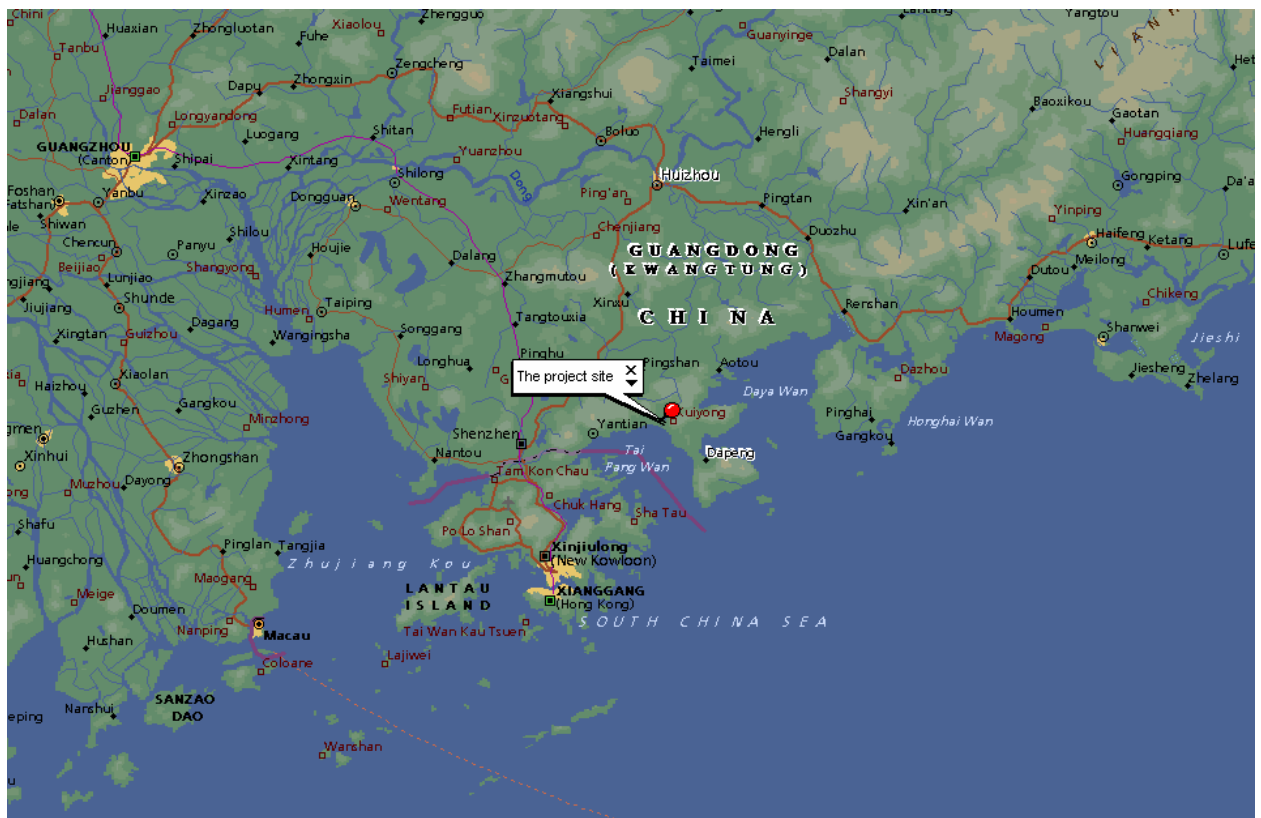 Chini
Huaxian
Zhongluotan
Xiaolou
Zhengguo
Fuhe
Tanbu
Guanyinge
Yangtou
Dalan
Taimei
Zengcheng
Jianggao
Dapu
Zhongxin
Xiangshui
Shangyi
Baoxikou
Gaotan
Dalan
Longyandong
Futian
Xinzuotang
Huangqiang
Luogang
Shitan
Boluo
Hengli
GUANGZHOU
(Canton)
Shipai
Xintang
Yuanzhou
Shilong
Dong
Huizhou
Gongping
Foshan
Yanbu
Xinzao
Dongguan
Wentang
Ping'an
Pingtan
Xin'an
Yinping
Shiwan
Shilou
Chenjiang
Duozhu
Haifeng
Ketang
Chencun
Panyu
Houjie
Dalang
GUANGDONG
(KWANGTUNG)
Meilong
Beijiao
Lunjiao
Shangyong
Zhangmutou
Dutou
Jiujiang
Shunde
Humen
Taiping
Xinxu
Renshan
Chikeng
CHINA
Houmen
Xingtan
Guizhou
Dagang
Wangingsha
Songgang
Tangtouxia
Magong
Shanwei
Jieshi
Longhua
Pinghu
Pingshan
Aotou
Xiaolan
Haizhou
Shiyan
The project site
Dazhou
Jiesheng
Zhelang
Guzhen
Gangkou
Minzhong
Daya Wan
Kuiyong
Pinghai
Honghai Wan
Shenzhen
Yantian
Gangkou
Xinhui
Zhongshan
Nantou
Tai
Pang Wan
Dapeng
Muzhou
Dayong
Tam Kon Chau
Shafu
Chuk Hang
Sha Tau
Po Lo Shan
Pinglan
Tangjia
Xinjiulong
(New Kowloon)
Huangchong
Zhujiang Kou
Maogang
Meige
LANTAU
ISLAND
XIANGGANG
(Hong Kong)
Doumen
SOUTH CHINA SEA
Hushan
Nanping
Macau
Tai Wan Kau Tsuen
Coloane
Lajiwei
SANZAO
DAO
Nanshui
Wanshan